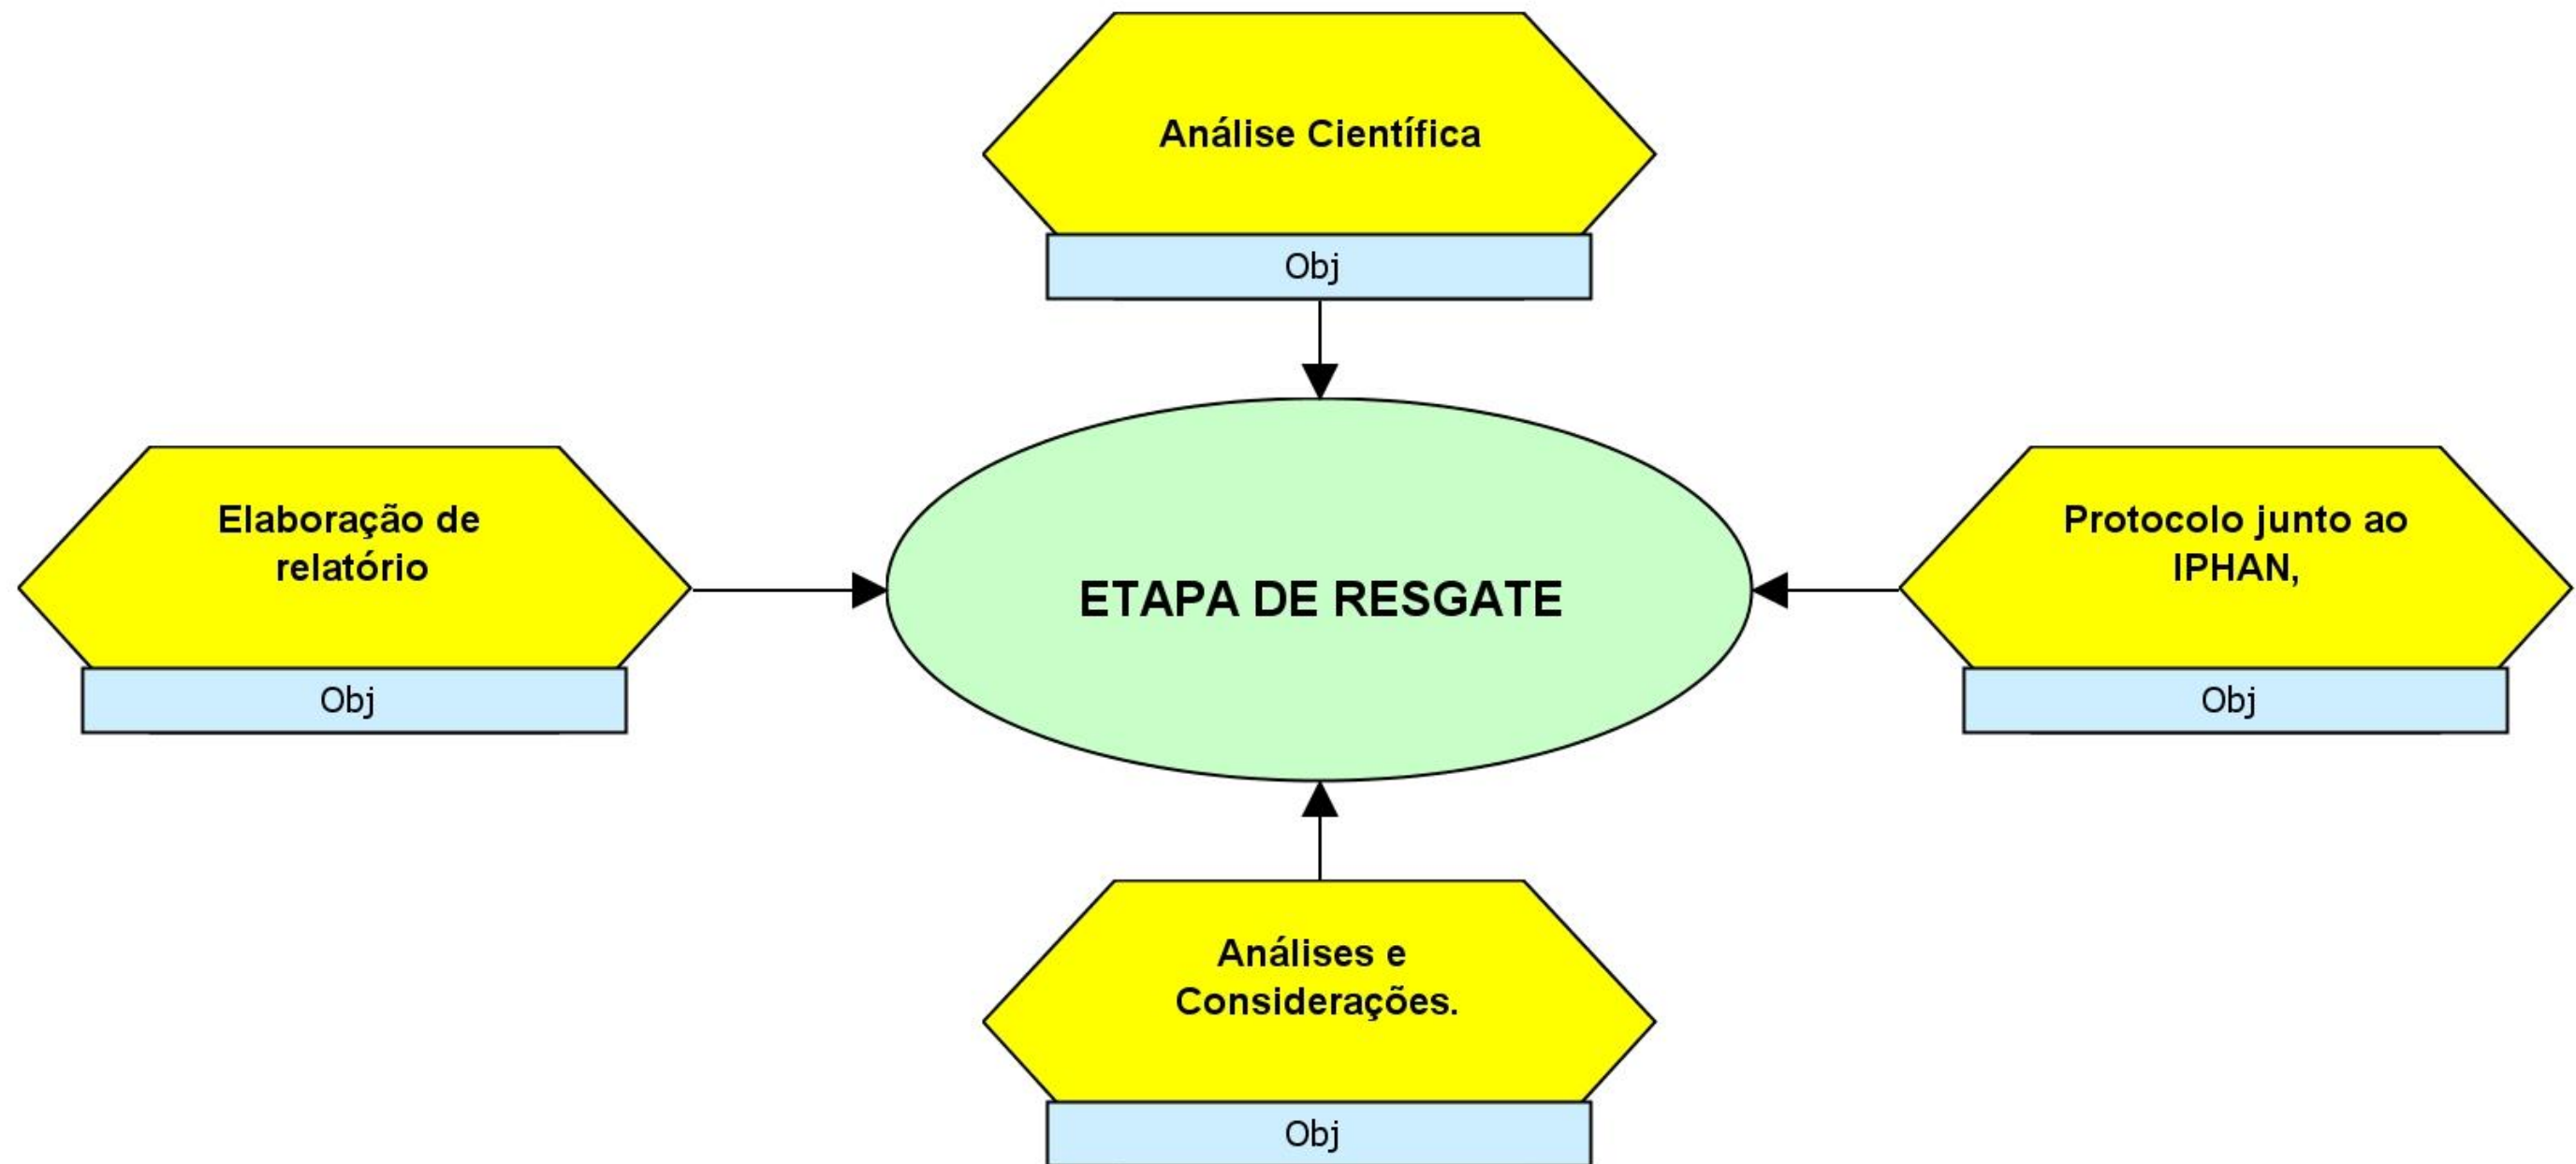 Análise Científica
Obj
Elaboração de
relatório
Obj
ETAPA DE RESGATE
Protocolo junto ao
IPHAN,
Obj
Análises e
Considerações.
Obj